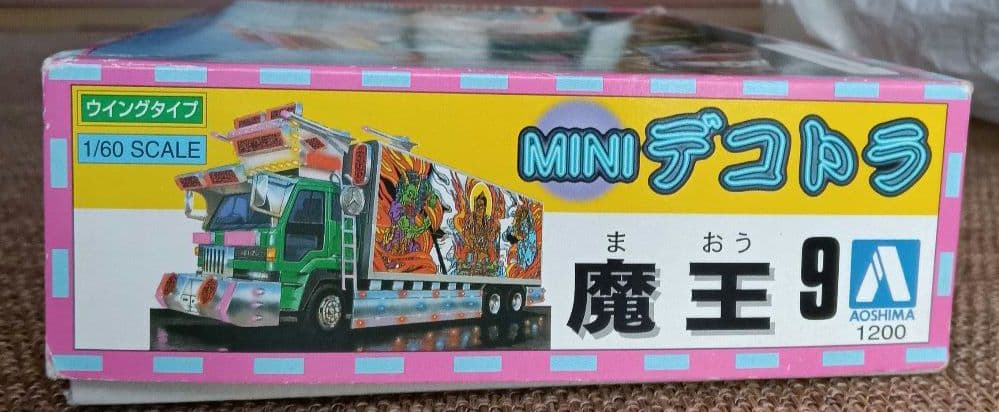 ウイングタイプ
1/60 SCALE
MINIデコトラ
まおう
魔王 9
AOSHIMA
1200